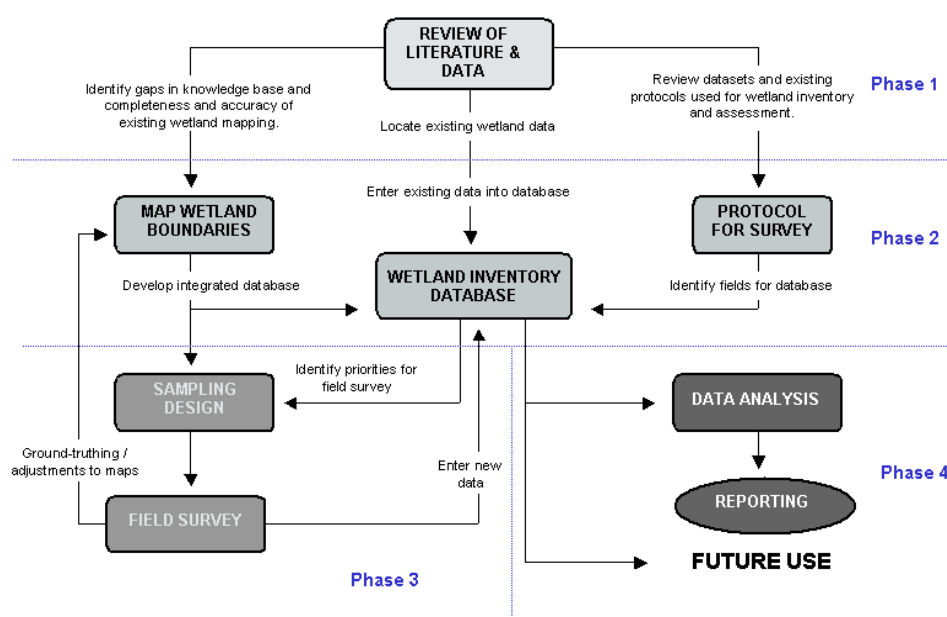 REVIEW OF
LITERATURE &
DATA
Identify gaps in knowledge base and
completeness and accuracy of
existing wetland mapping.
Locate existing wetland data
Review datasets and existing
protocols used for wetland inventory
and assessment.
Phase 1
Enter existing data into database
MAP WETLAND
BOUNDARIES
PROTOCOL
FOR SURVEY
Phase 2
Develop integrated database
WETLAND INVENTORY
DATABASE
Identify fields for database
SAMPLING
DESIGN
Identify priorities for
field survey
DATA ANALYSIS
Ground-truthing /
adjustments to maps
Enter new
data
Phase 4
FIELD SURVEY
REPORTING
FUTURE USE
Phase 3